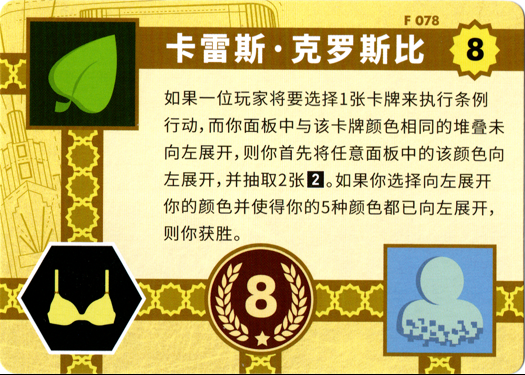 F 078
卡雷斯·克罗斯比
8
如果一位玩家将要选择1张卡牌来执行条例
行动，而你面板中与该卡牌颜色相同的堆叠未
向左展开，则你首先将任意面板中的该颜色向
左展开，并抽取2张2。如果你选择向左展开
你的颜色并使得你的5种颜色都已向左展开，
则你获胜。
8